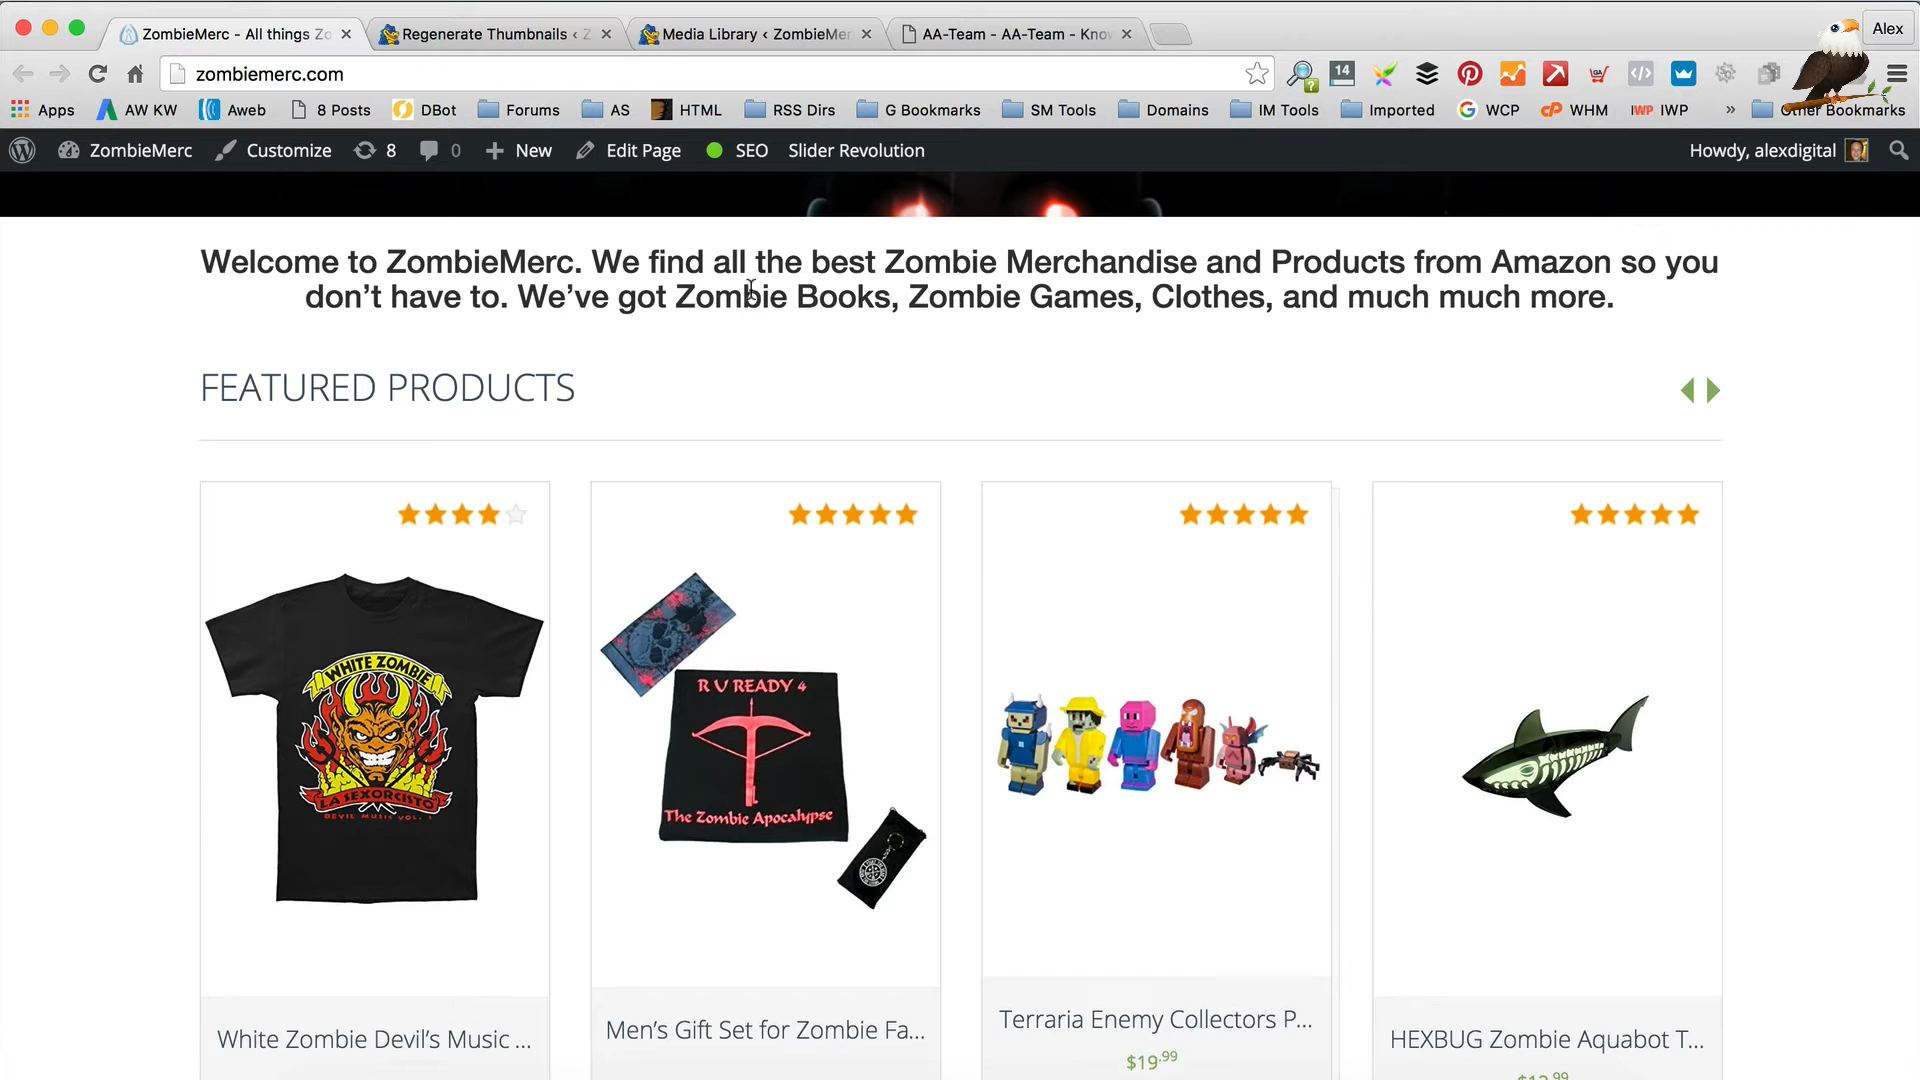 ZombieMerc - All things Zo
Regenerate Thumbnails ‹ Z
Media Library ‹ ZombieMer
AA-Team - AA-Team - Know
Alex
zombiemerc.com
14
Apps
AW KW
Aweb
8 Posts
DBot
Forums
AS
HTML
RSS Dirs
G Bookmarks
SM Tools
Domains
IM Tools
Imported
WCP
WHM
IWP
IWP
»
Other Bookmarks
ZombieMerc
Customize
8
0
New
Edit Page
SEO
Slider Revolution
Howdy, alexdigital
Welcome to ZombieMerc. We find all the best Zombie Merchandise and Products from Amazon so you
don’t have to. We’ve got Zombie Books, Zombie Games, Clothes, and much much more.
FEATURED PRODUCTS
WHITE ZOMBIE
LA SEXORCISTO
DEVIL MUSIC VOL. 1
R U READY 4
The Zombie Apocalypse
White Zombie Devil’s Music ...
Men’s Gift Set for Zombie Fa...
Terraria Enemy Collectors P...
HEXBUG Zombie Aquabot T...
$19.99